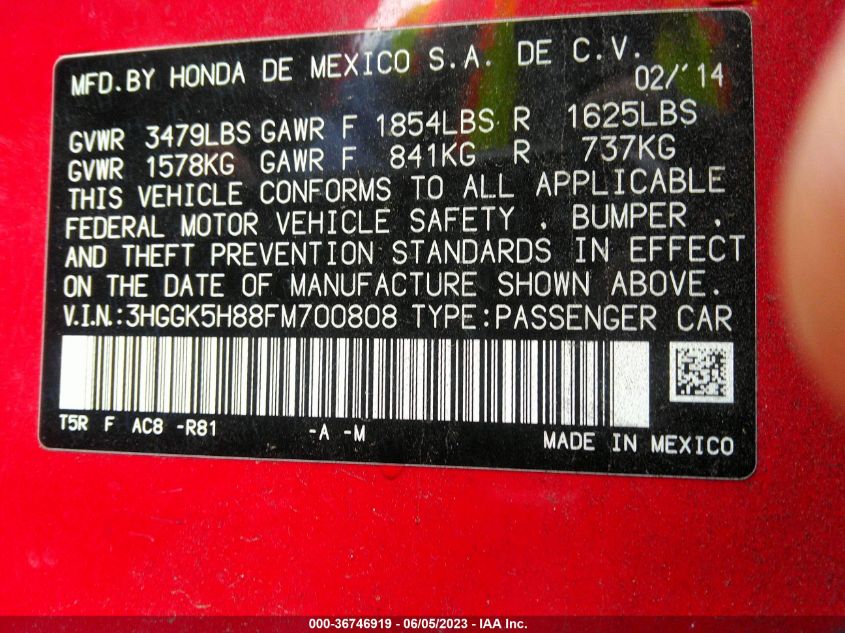 MFD.BY HONDA DE MEXICO S.A. DE C.V.
02/'14
GVWR 3479LBS GAWR F 1854LBS R 1625LBS
GVWR 1578KG GAWR F 841KG R 737KG
THIS VEHICLE CONFORMS TO ALL APPLICABLE
FEDERAL MOTOR VEHICLE SAFETY , BUMPER ,
AND THEFT PREVENTION STANDARDS IN EFFECT
ON THE DATE OF MANUFACTURE SHOWN ABOVE.
V.I.N.:3HGGK5H88FM700808 TYPE:PASSENGER CAR
T5R F AC8 -R81 -A -M
MADE IN MEXICO
000-36746919 - 06/05/2023 - IAA Inc.